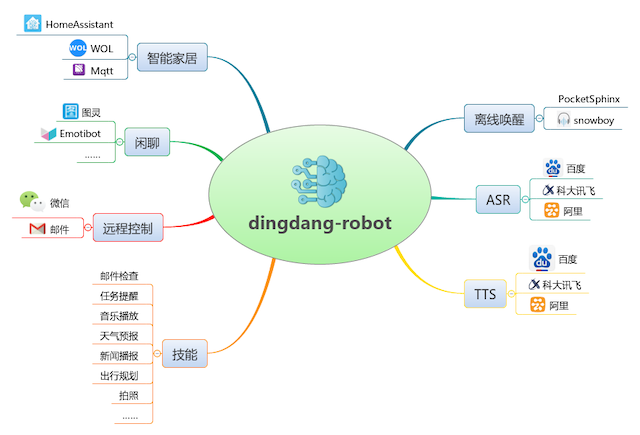 HomeAssistant
WOL
WOL
Mqtt
智能家居
图
图灵
Emotibot
……
闲聊
微信
邮件
远程控制
邮件检查
任务提醒
音乐播放
天气预报
新闻播报
出行规划
拍照
……
技能
dingdang-robot
离线唤醒
PocketSphinx
snowboy
ASR
du
百度
科大讯飞
阿里
TTS
du
百度
科大讯飞
阿里